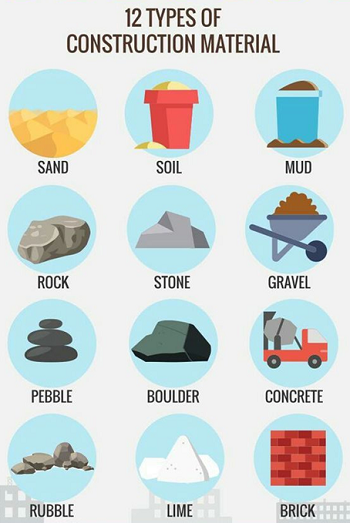 12 TYPES OF
CONSTRUCTION MATERIAL
SAND
SOIL
MUD
ROCK
STONE
GRAVEL
PEBBLE
BOULDER
CONCRETE
RUBBLE
LIME
BRICK